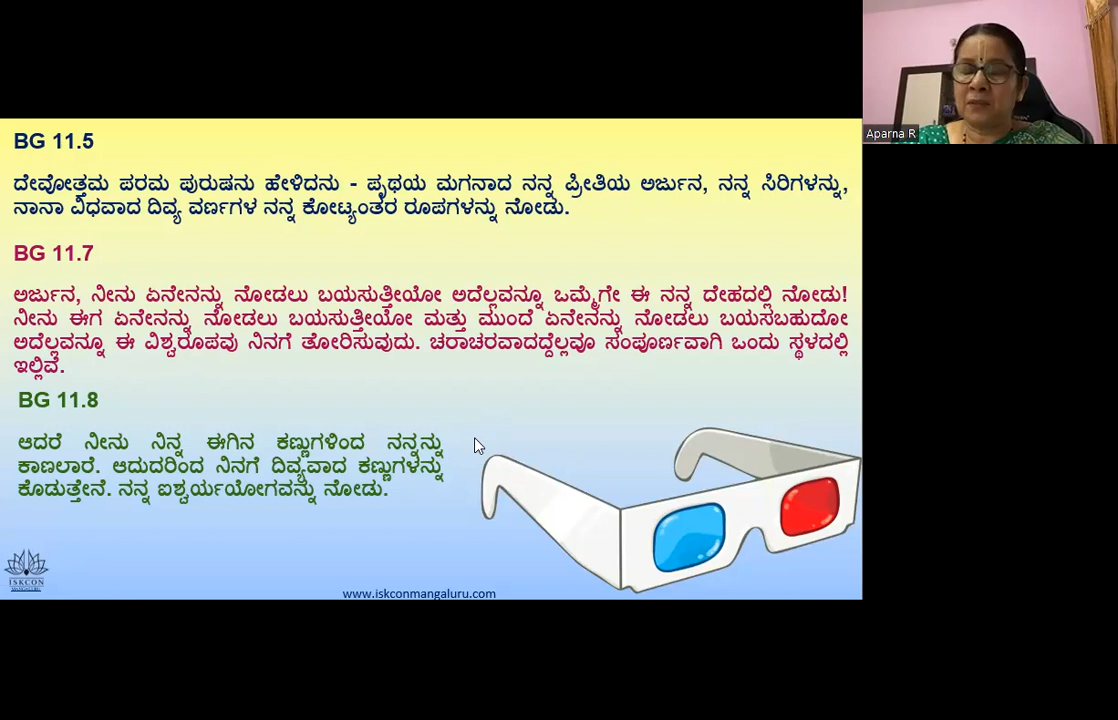 Aparna R
BG 11.5
ದೇವೋತ್ತಮ ಪರಮ ಪುರುಷನು ಹೇಳಿದನು - ಪೃಥೆಯ ಮಗನಾದ ನನ್ನ ಪ್ರೀತಿಯ ಅರ್ಜುನ, ನನ್ನ ಸಿರಿಗಳನ್ನು,
ನಾನಾ ವಿಧವಾದ ದಿವ್ಯ ವರ್ಣಗಳ ನನ್ನ ಕೋಟ್ಯಂತರ ರೂಪಗಳನ್ನು ನೋಡು.
BG 11.7
ಅರ್ಜುನ, ನೀನು ಏನೇನನ್ನು ನೋಡಲು ಬಯಸುತ್ತೀಯೋ ಅದೆಲ್ಲವನ್ನೂ ಒಮ್ಮೆಗೇ ಈ ನನ್ನ ದೇಹದಲ್ಲಿ ನೋಡು!
ನೀನು ಈಗ ಏನೇನನ್ನು ನೋಡಲು ಬಯಸುತ್ತೀಯೋ ಮತ್ತು ಮುಂದೆ ಏನೇನನ್ನು ನೋಡಲು ಬಯಸಬಹುದೋ
ಅದೆಲ್ಲವನ್ನೂ ಈ ವಿಶ್ವರೂಪವು ನಿನಗೆ ತೋರಿಸುವುದು. ಚರಾಚರವಾದದ್ದೆಲ್ಲವೂ ಸಂಪೂರ್ಣವಾಗಿ ಒಂದು ಸ್ಥಳದಲ್ಲಿ
ಇಲ್ಲಿವೆ.
BG 11.8
ಆದರೆ ನೀನು ನಿನ್ನ ಈಗಿನ ಕಣ್ಣುಗಳಿಂದ ನನ್ನನ್ನು
ಕಾಣಲಾರೆ. ಆದುದರಿಂದ ನಿನಗೆ ದಿವ್ಯವಾದ ಕಣ್ಣುಗಳನ್ನು
ಕೊಡುತ್ತೇನೆ. ನನ್ನ ಐಶ್ವರ್ಯಯೋಗವನ್ನು ನೋಡು.
ISKCON
MANGALURU
www.iskconmangaluru.com